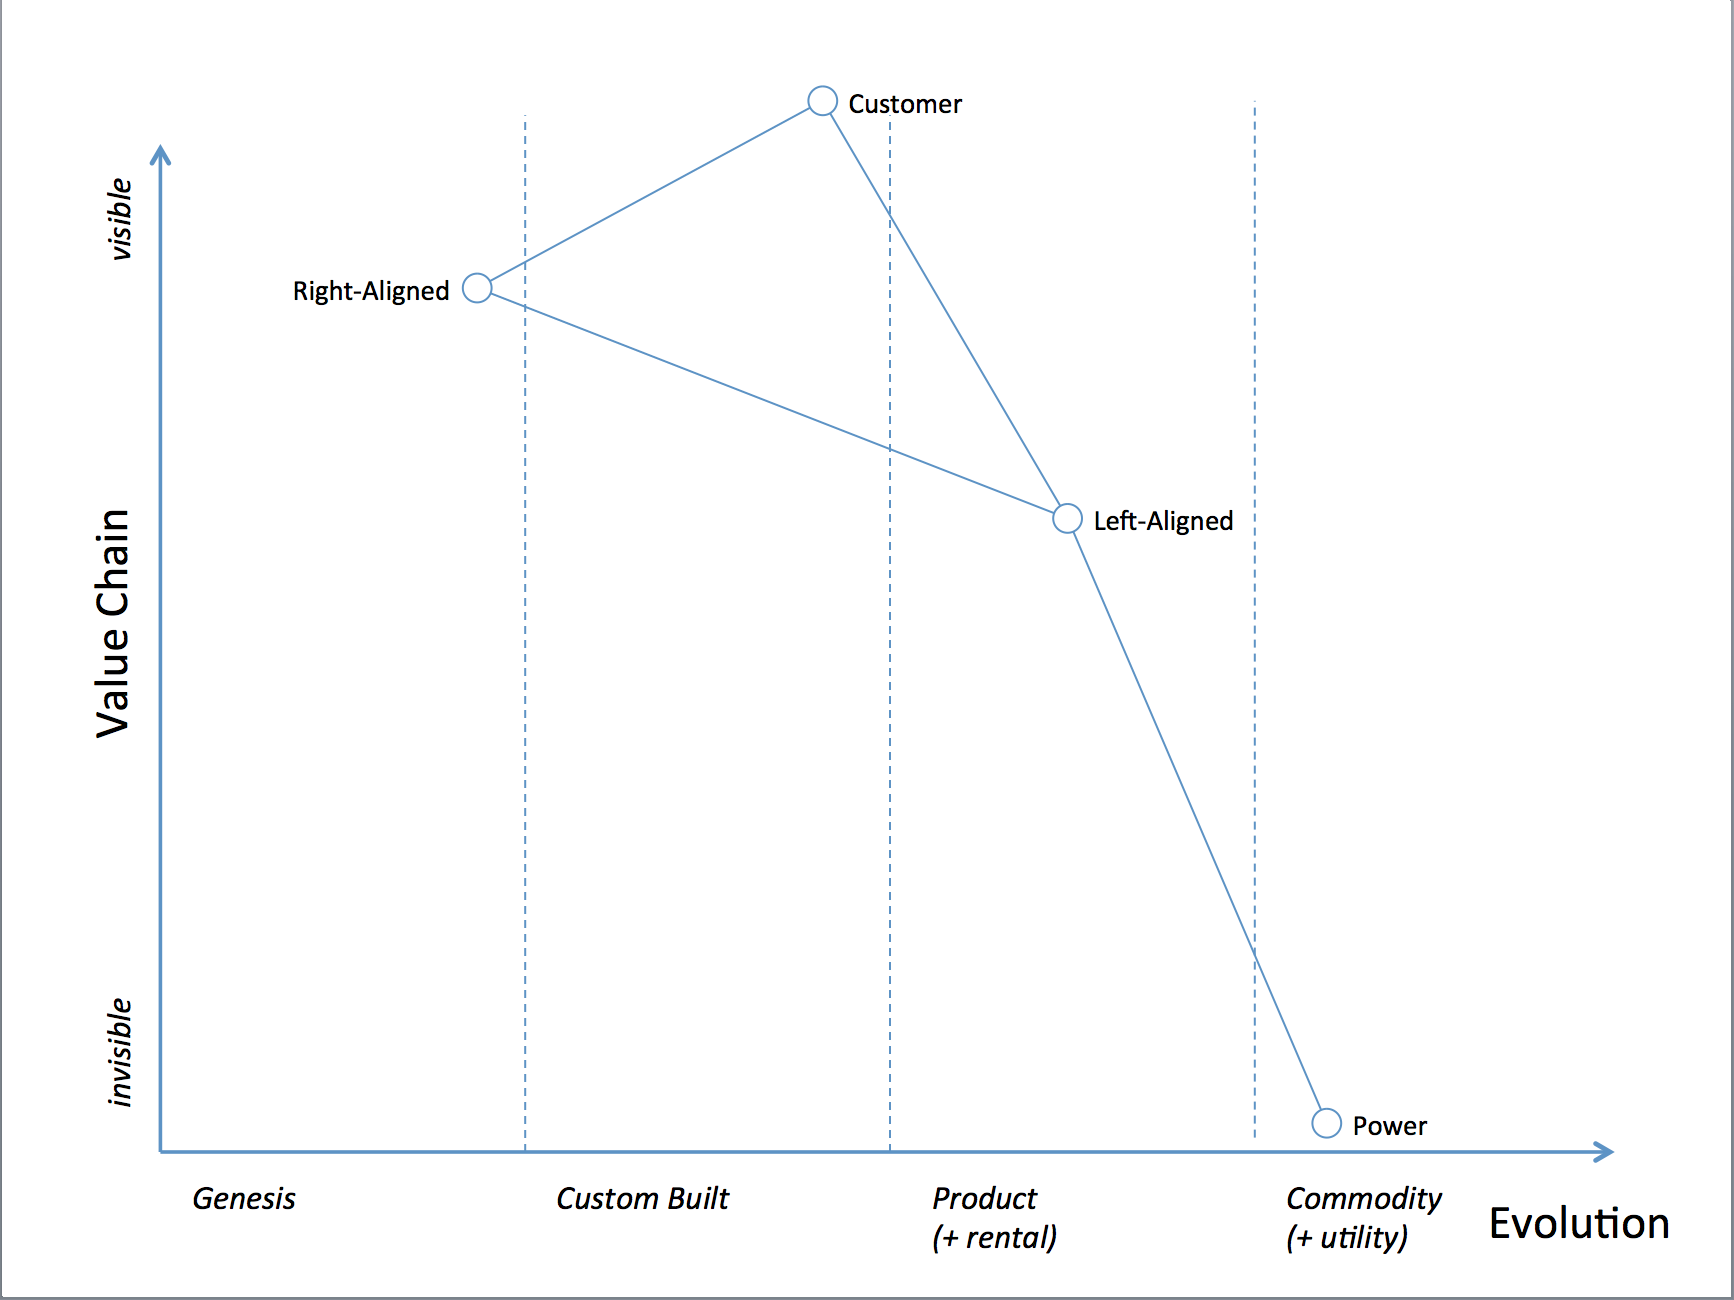 Customer
visible
Right-Aligned
Left-Aligned
Value Chain
invisible
Power
Genesis
Custom Built
Product
(+ rental)
Commodity
(+ utility)
Evolution